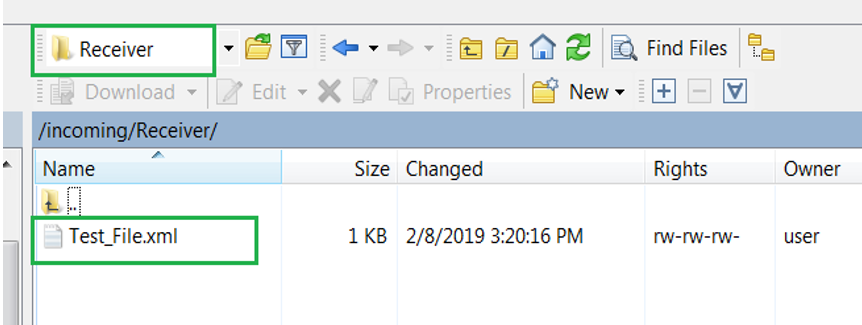 Receiver Find Files
Download Edit Properties New
/incoming/Receiver/
Name Size Changed Rights Owner
..
Test_File.xml 1 KB 2/8/2019 3:20:16 PM rw-rw-rw- user